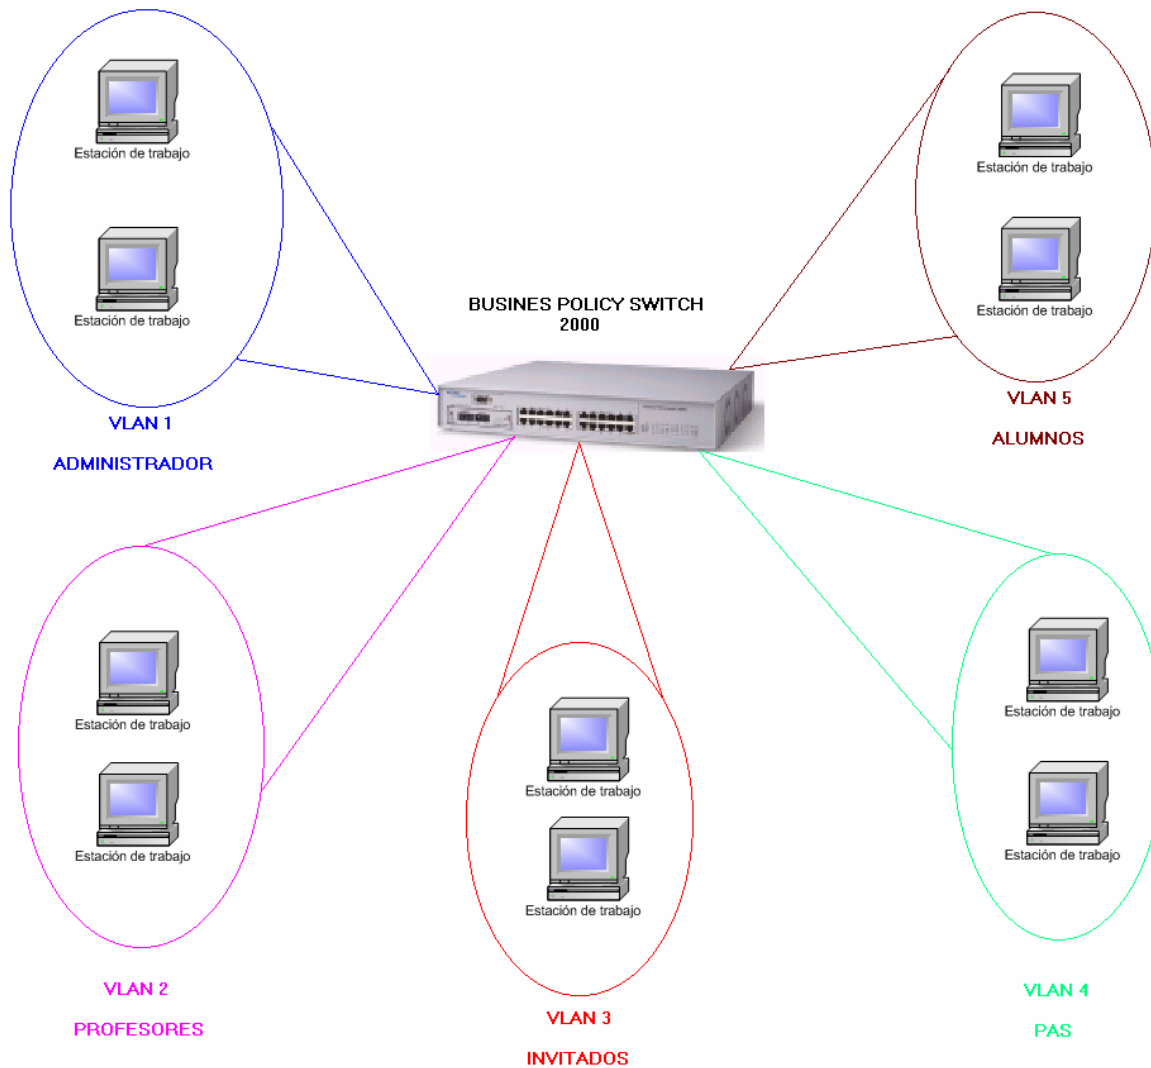 Estación de trabajo
Estación de trabajo
VLAN 1
ADMINISTRADOR
BUSINES POLICY SWITCH
2000
Estación de trabajo
Estación de trabajo
VLAN 5
ALUMNOS
Estación de trabajo
Estación de trabajo
VLAN 2
PROFESORES
Estación de trabajo
Estación de trabajo
VLAN 3
INVITADOS
Estación de trabajo
Estación de trabajo
VLAN 4
PAS